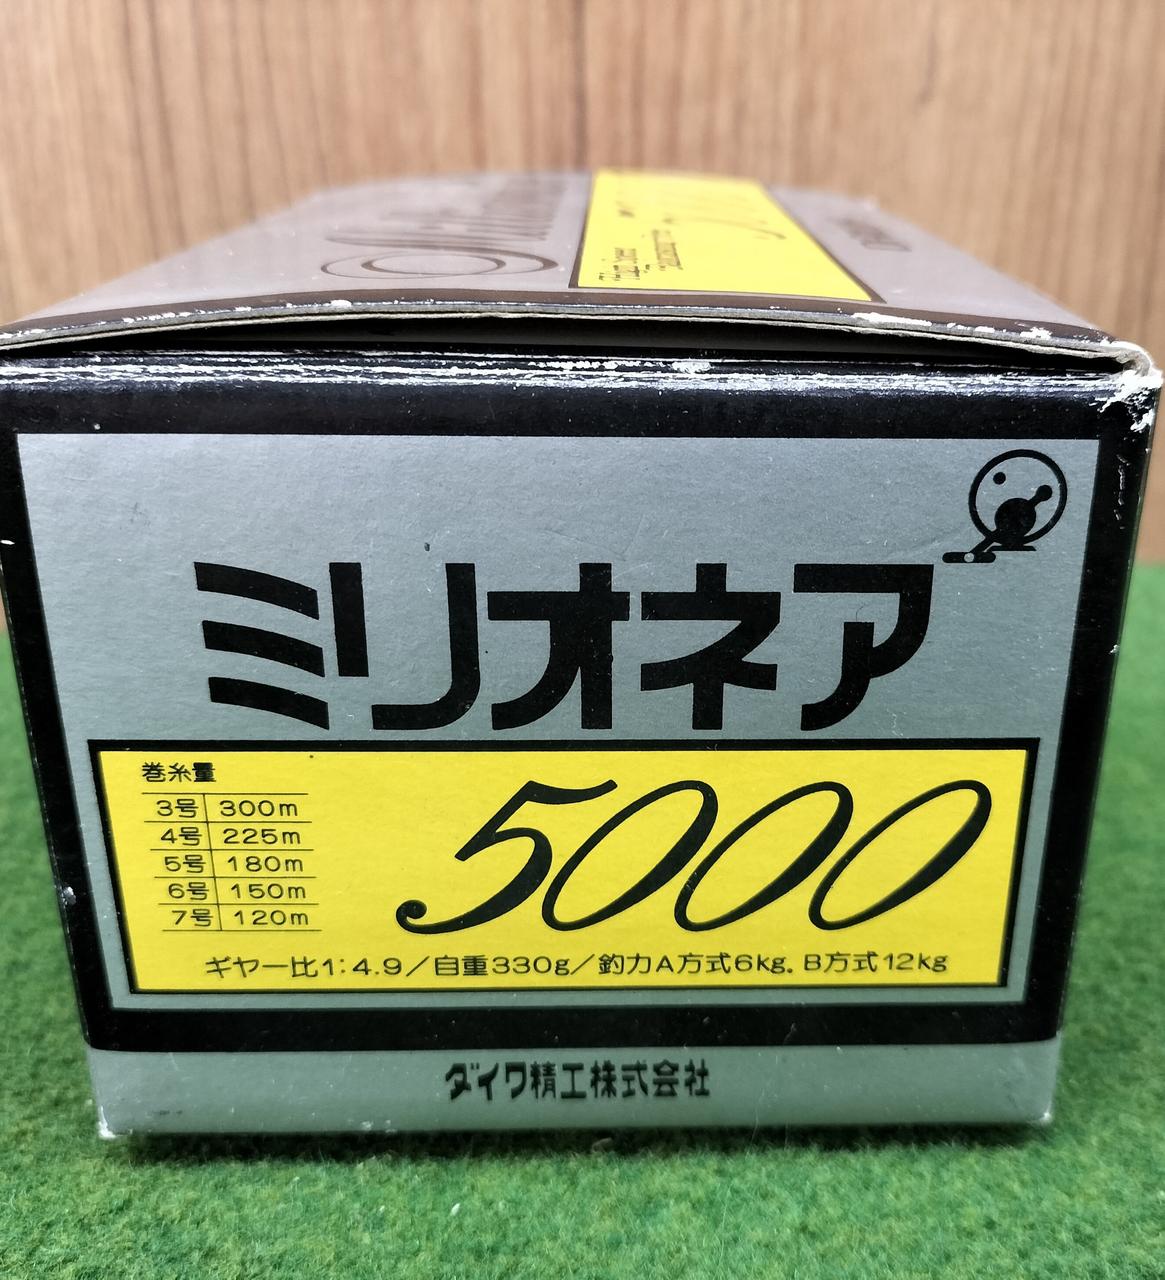 ミリオネア
巻糸量
3号 300m
4号 225m
5号 180m
6号 150m
7号 120m
5000
ギヤー比1:4.9/自重330g/釣力A方式6kg. B方式12kg
ダイワ精工株式会社